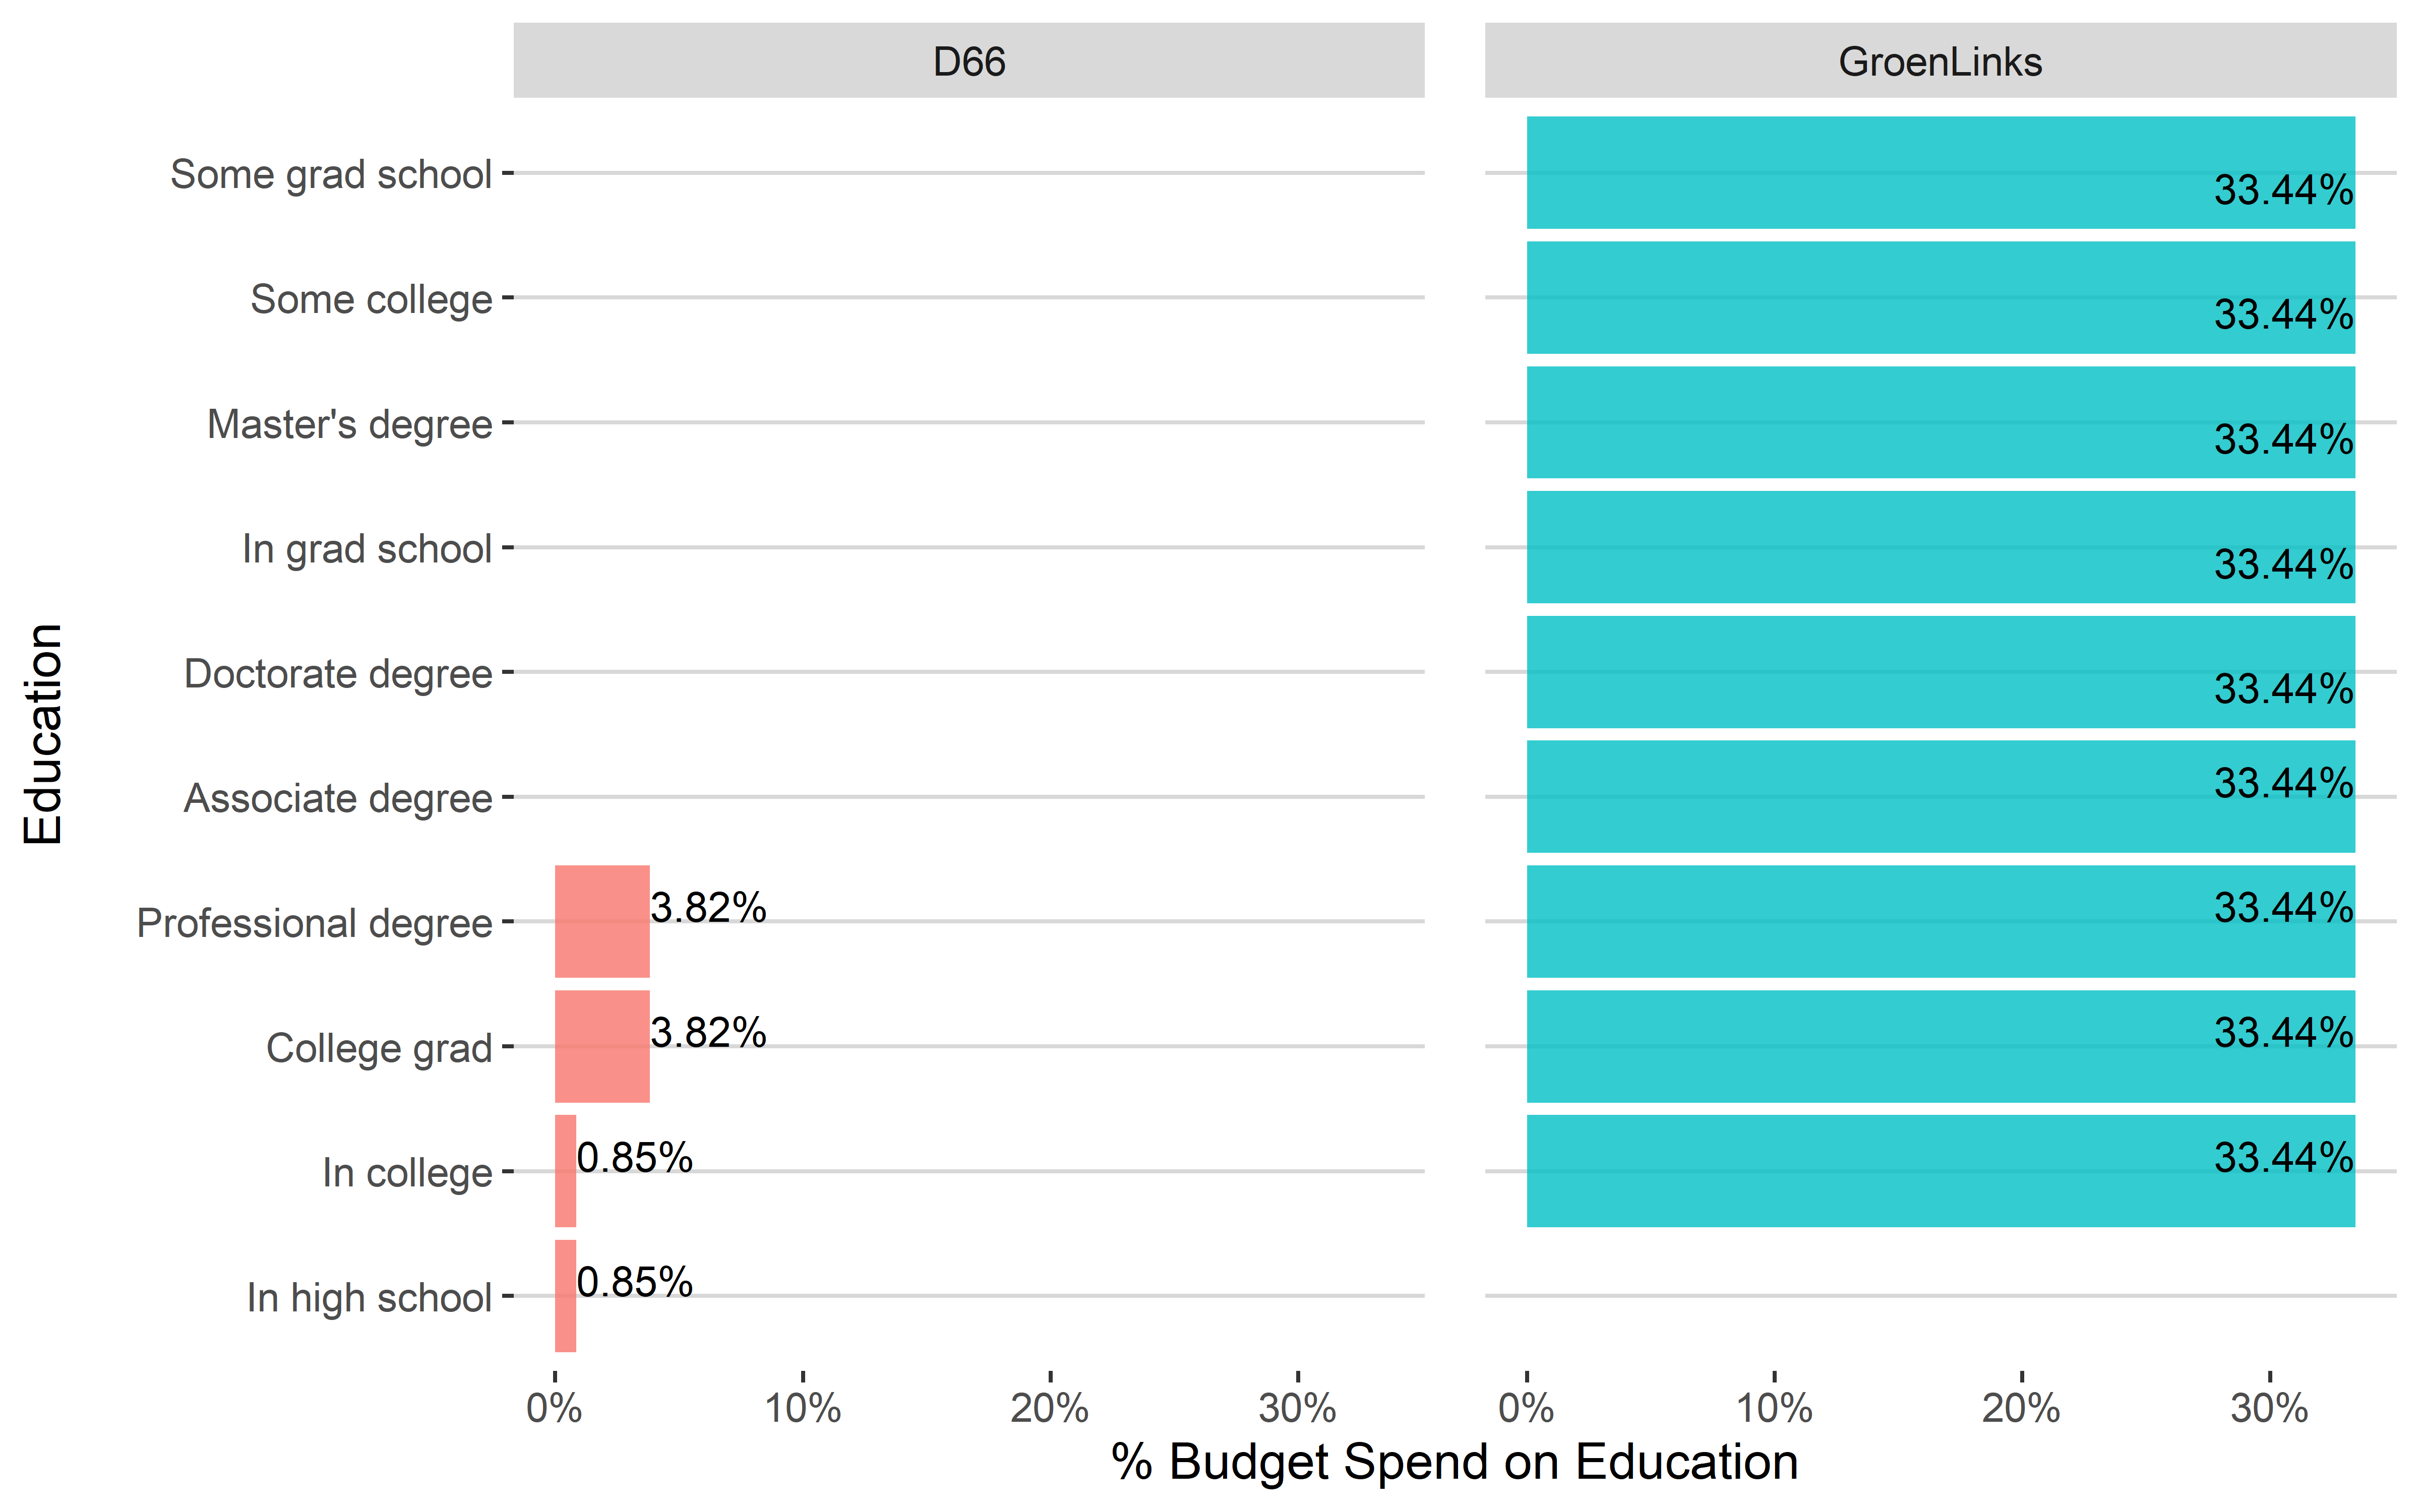 D66 GroenLinks
Some grad school 33.44%
Some college 33.44%
Master's degree 33.44%
In grad school 33.44%
Doctorate degree 33.44%
Associate degree 33.44%
Professional degree 3.82% 33.44%
College grad 3.82% 33.44%
In college 0.85% 33.44%
In high school 0.85%
0% 10% 20% 30% 0% 10% 20% 30%
% Budget Spend on Education
Education